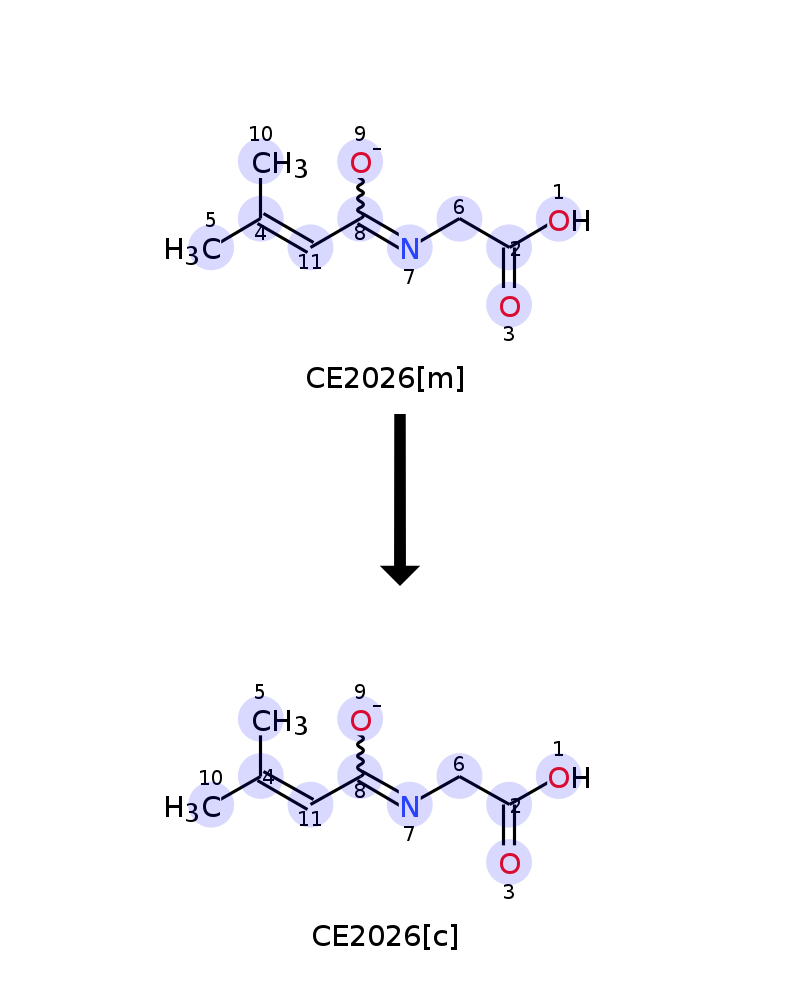 10 9
CH3 O- 1
5 6 OH
H3C 4 11 8 N 7 2
O
3
CE2026[m]
5 9
CH3 O- 1
10 4 6 OH
H3C 11 8 N 7 2
O
3
CE2026[c]